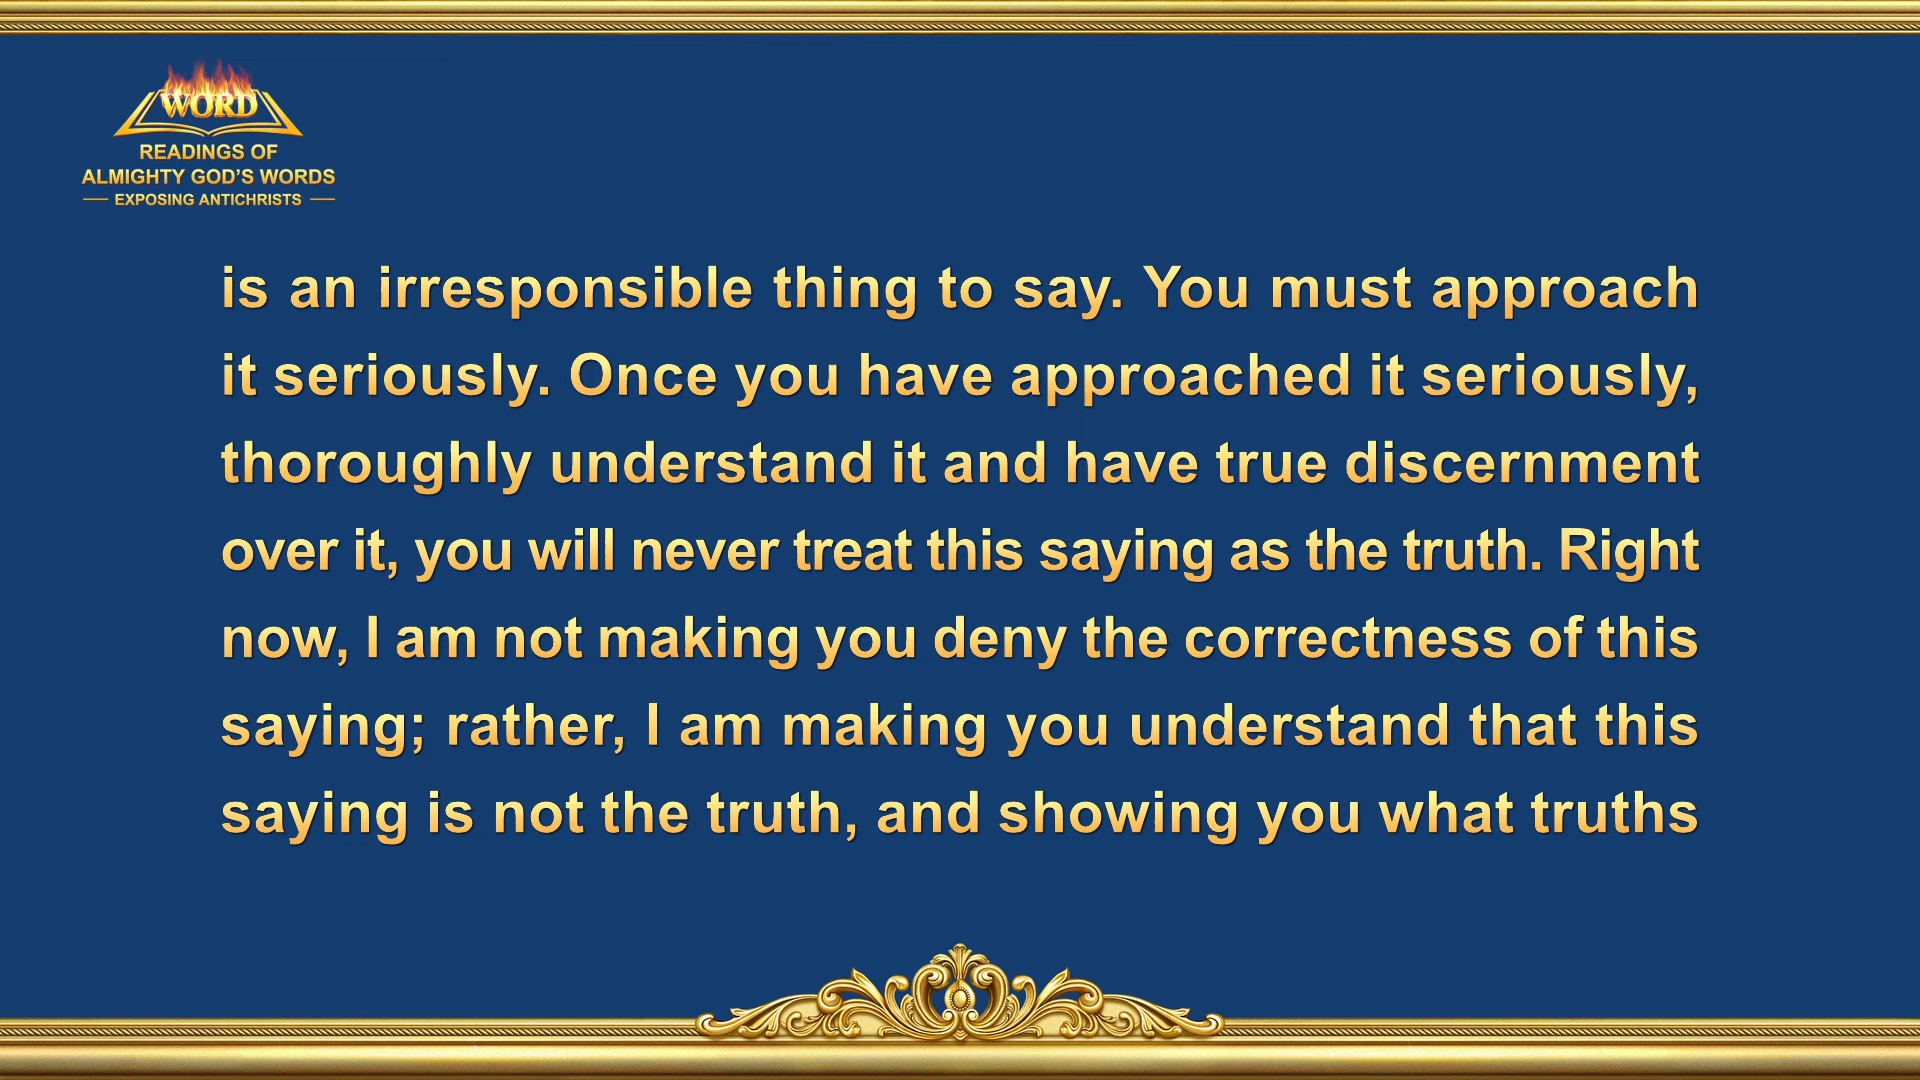 WORD
READINGS OF
ALMIGHTY GOD'S WORDS
EXPOSING ANTICHRISTS
is an irresponsible thing to say. You must approach
it seriously. Once you have approached it seriously,
thoroughly understand it and have true discernment
over it, you will never treat this saying as the truth. Right
now, I am not making you deny the correctness of this
saying; rather, I am making you understand that this
saying is not the truth, and showing you what truths